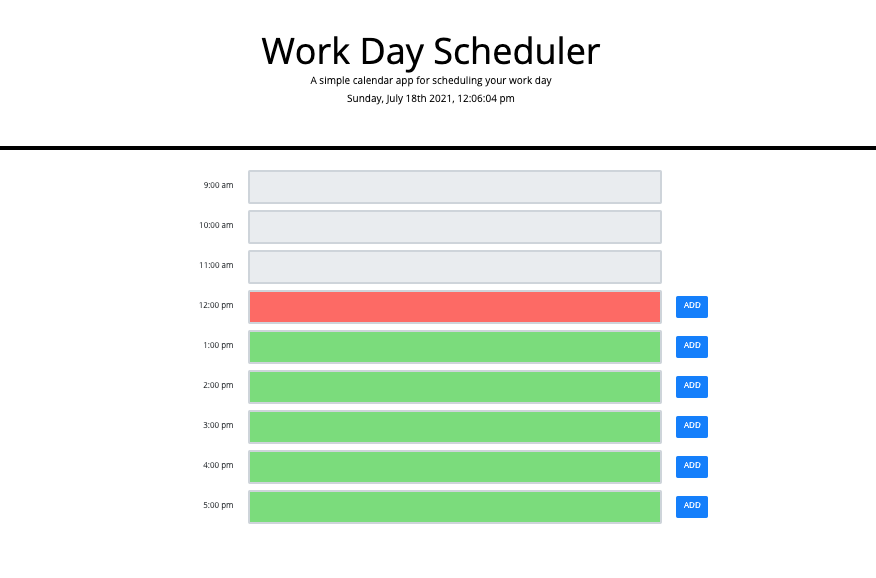 Work Day Scheduler
A simple calendar app for scheduling your work day
Sunday, July 18th 2021, 12:06:04 pm
9:00 am
10:00 am
11:00 am
12:00 pm ADD
1:00 pm ADD
2:00 pm ADD
3:00 pm ADD
4:00 pm ADD
5:00 pm ADD